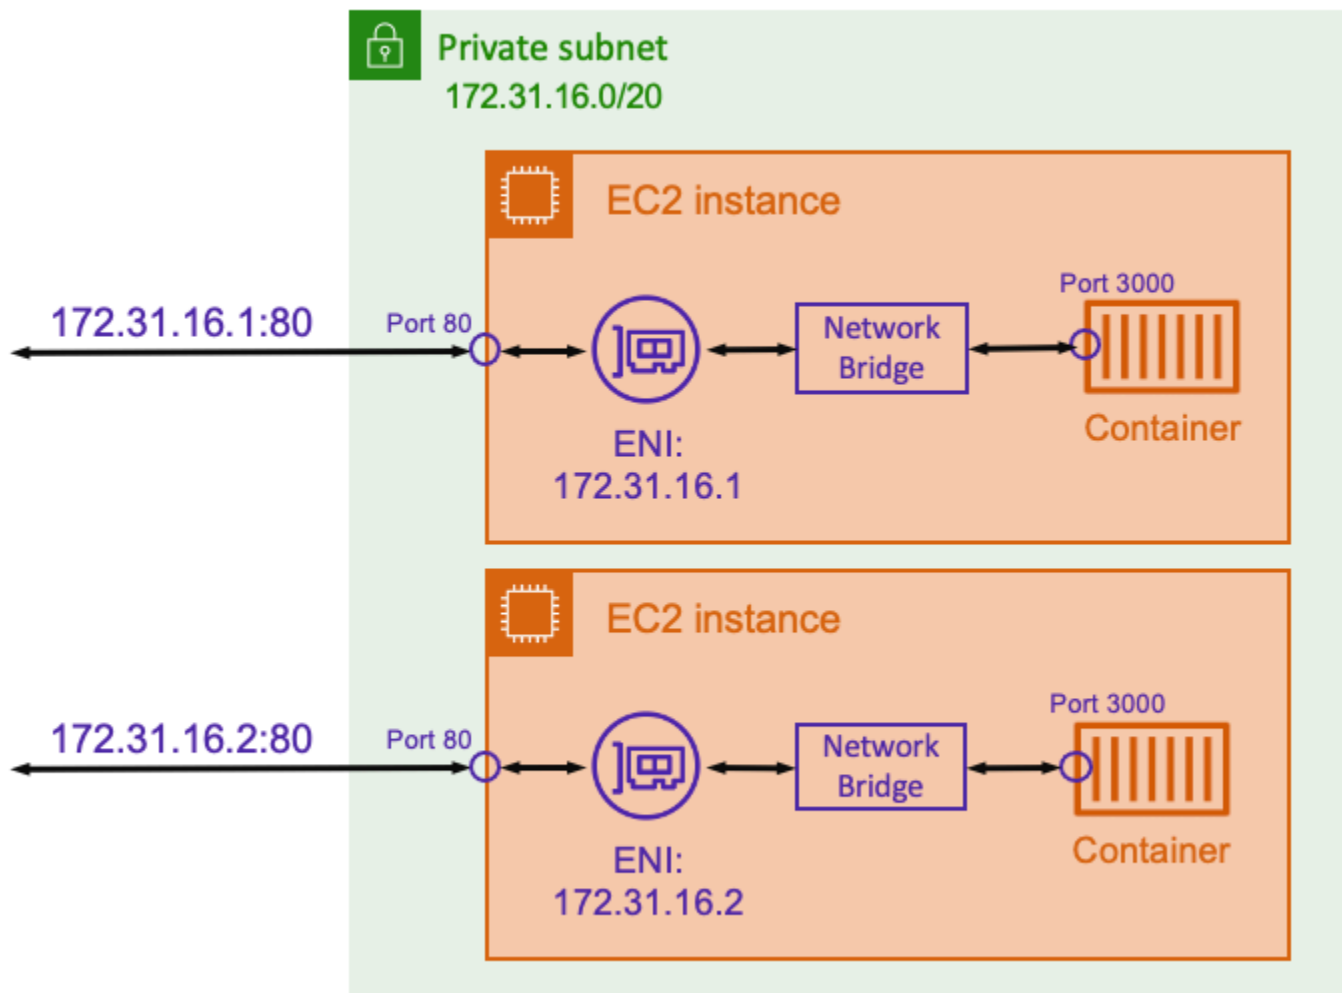 Private subnet
172.31.16.0/20
EC2 instance
172.31.16.1:80
Port 80
Network
Bridge
Port 3000
Container
ENI:
172.31.16.1
EC2 instance
172.31.16.2:80
Port 80
Network
Bridge
Port 3000
Container
ENI:
172.31.16.2